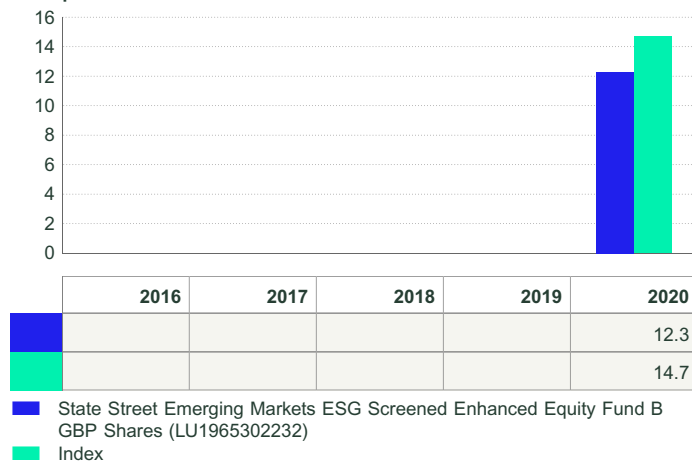 16
14
12
10
8
6
4
2
0
2016 2017 2018 2019 2020
12.3
14.7
State Street Emerging Markets ESG Screened Enhanced Equity Fund B
GBP Shares (LU1965302232)
Index